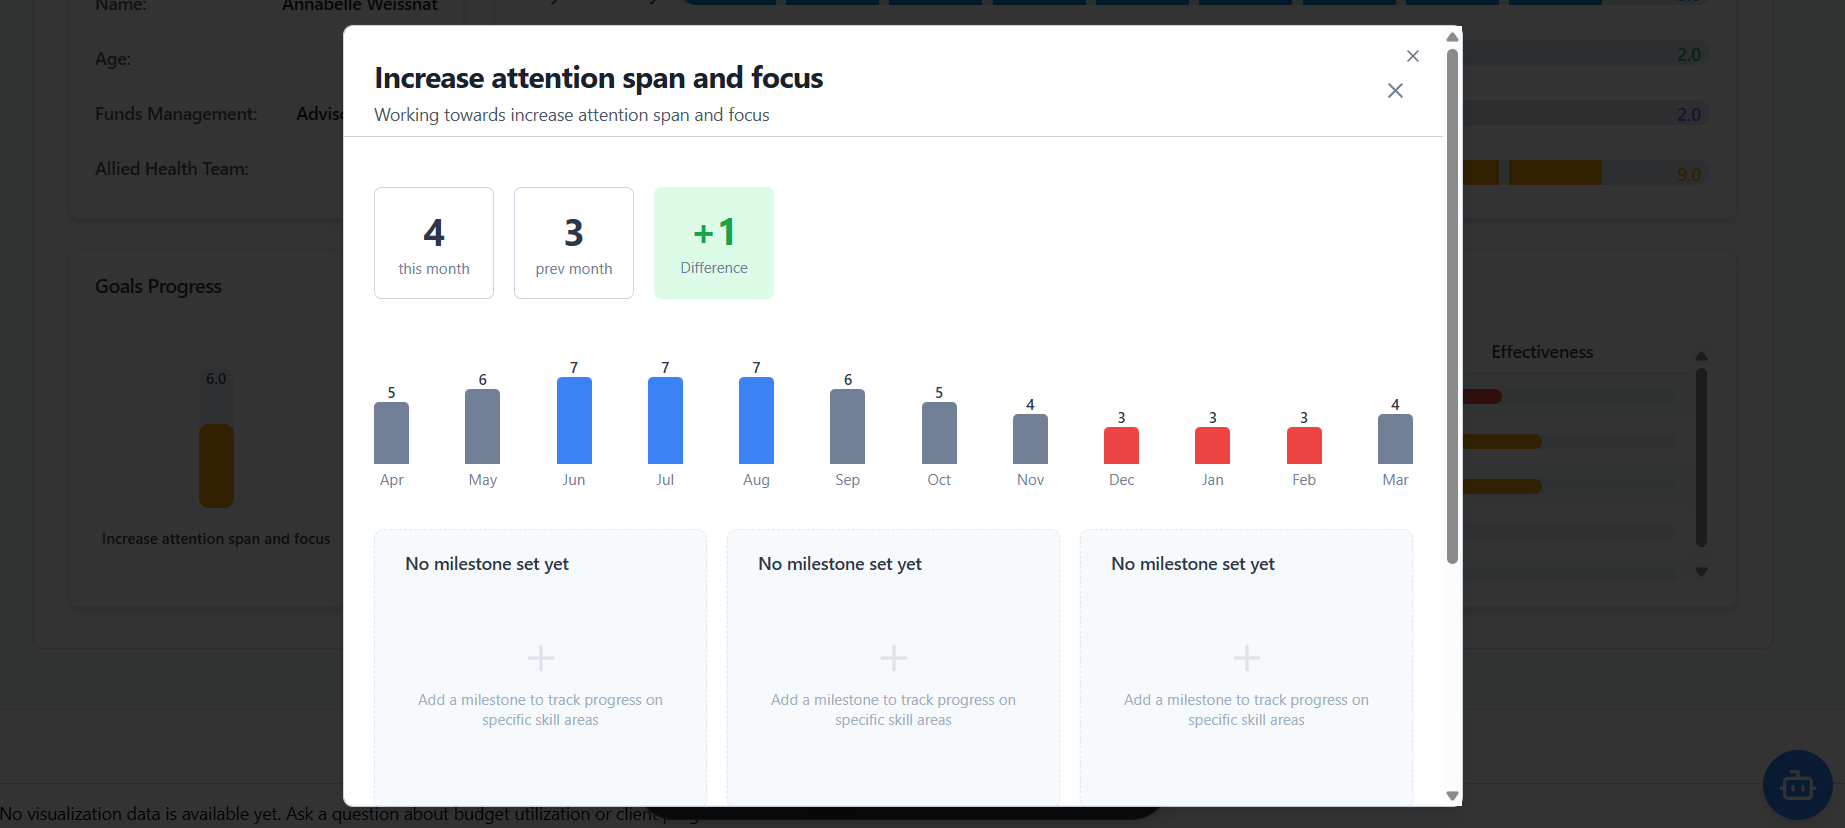 Name:
Annabelle Weissnat
Age:
2.0
Funds Management:
2.0
Allied Health Team:
9.0
Increase attention span and focus
Working towards increase attention span and focus
4
this month
3
prev month
+1
Difference
Goals Progress
Effectiveness
6.0
Increase attention span and focus
5
6
7
7
7
6
5
4
3
3
3
4
Apr
May
Jun
Jul
Aug
Sep
Oct
Nov
Dec
Jan
Feb
Mar
No milestone set yet
Add a milestone to track progress on
specific skill areas
No milestone set yet
Add a milestone to track progress on
specific skill areas
No milestone set yet
Add a milestone to track progress on
specific skill areas
No visualization data is available yet. Ask a question about budget utilization or client